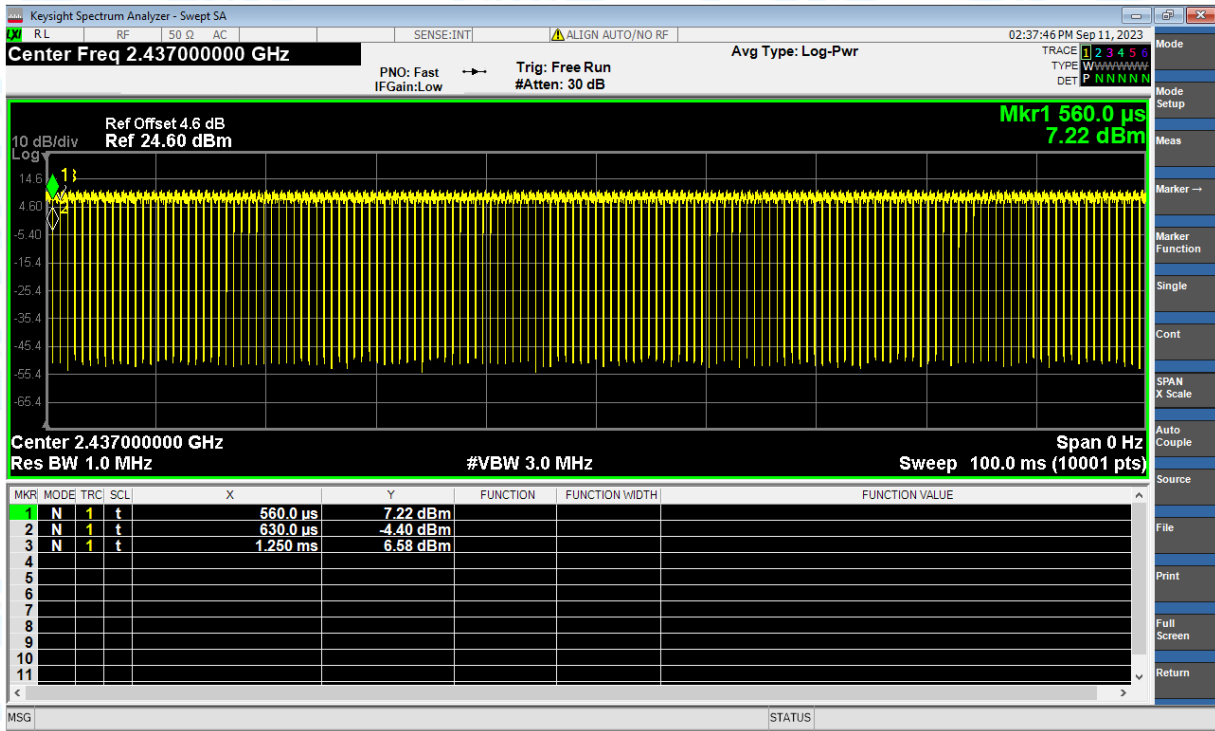 Keysight Spectrum Analyzer - Swept SA
LXI RL RF 50 Ω AC SENSE:INT ALIGN AUTO/NO RF 02:37:46 PM Sep 11, 2023
Center Freq 2.437000000 GHz
Avg Type: Log-Pwr
TRACE 1 2 3 4 5 6
TYPE WWWWWW
DET P N N N N N
PNO: Fast
IFGain:Low
Trig: Free Run
#Atten: 30 dB
Mkr1 560.0 µs
7.22 dBm
Ref Offset 4.6 dB
10 dB/div Ref 24.60 dBm
Log
14.6
4.60
-5.40
-15.4
-25.4
-35.4
-45.4
-55.4
-65.4
1
3
2
Center 2.437000000 GHz Span 0 Hz
Res BW 1.0 MHz #VBW 3.0 MHz Sweep 100.0 ms (10001 pts)
MKR MODE TRC SCL X Y FUNCTION FUNCTION WIDTH FUNCTION VALUE
1 N 1 t 560.0 µs 7.22 dBm
2 N 1 t 630.0 µs -4.40 dBm
3 N 1 t 1.250 ms 6.58 dBm
4
5
6
7
8
9
10
11
MSG STATUS
Mode
Mode
Setup
Meas
Marker→
Marker
Function
Single
Cont
SPAN
X Scale
Auto
Couple
Source
File
Print
Full
Screen
Return